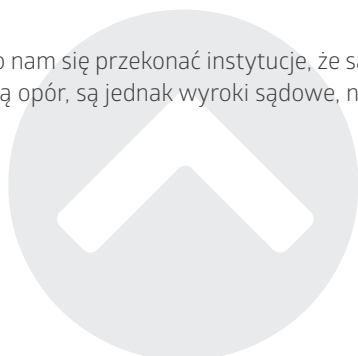 nam się przekonać instytucje, że
ą opór, są jednak wyroki sądowe,